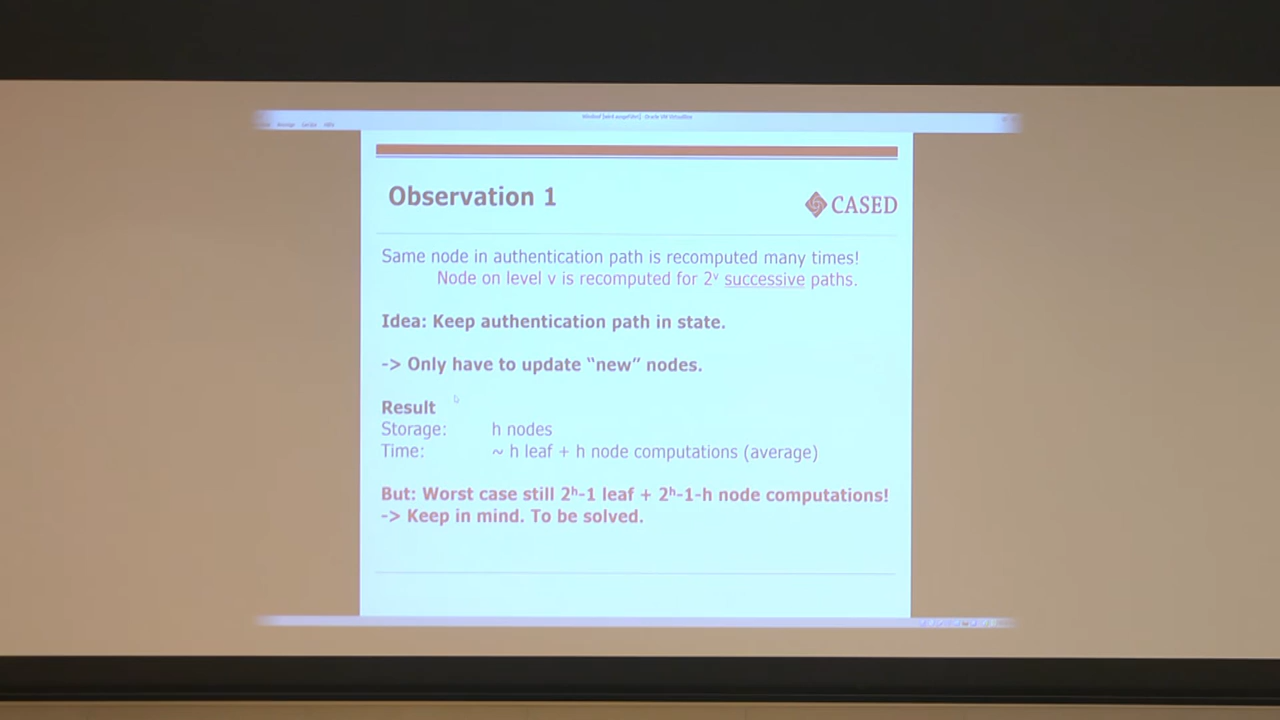 Oracle VM VirtualBox
Observation 1
CASED
Same node in authentication path is recomputed many times!
Node on level v is recomputed for 2ᵛ successive paths.
Idea: Keep authentication path in state.
-> Only have to update “new” nodes.
Result
Storage: h nodes
Time: ~ h leaf + h node computations (average)
But: Worst case still 2ʰ-1 leaf + 2ʰ-1-h node computations!
-> Keep in mind. To be solved.